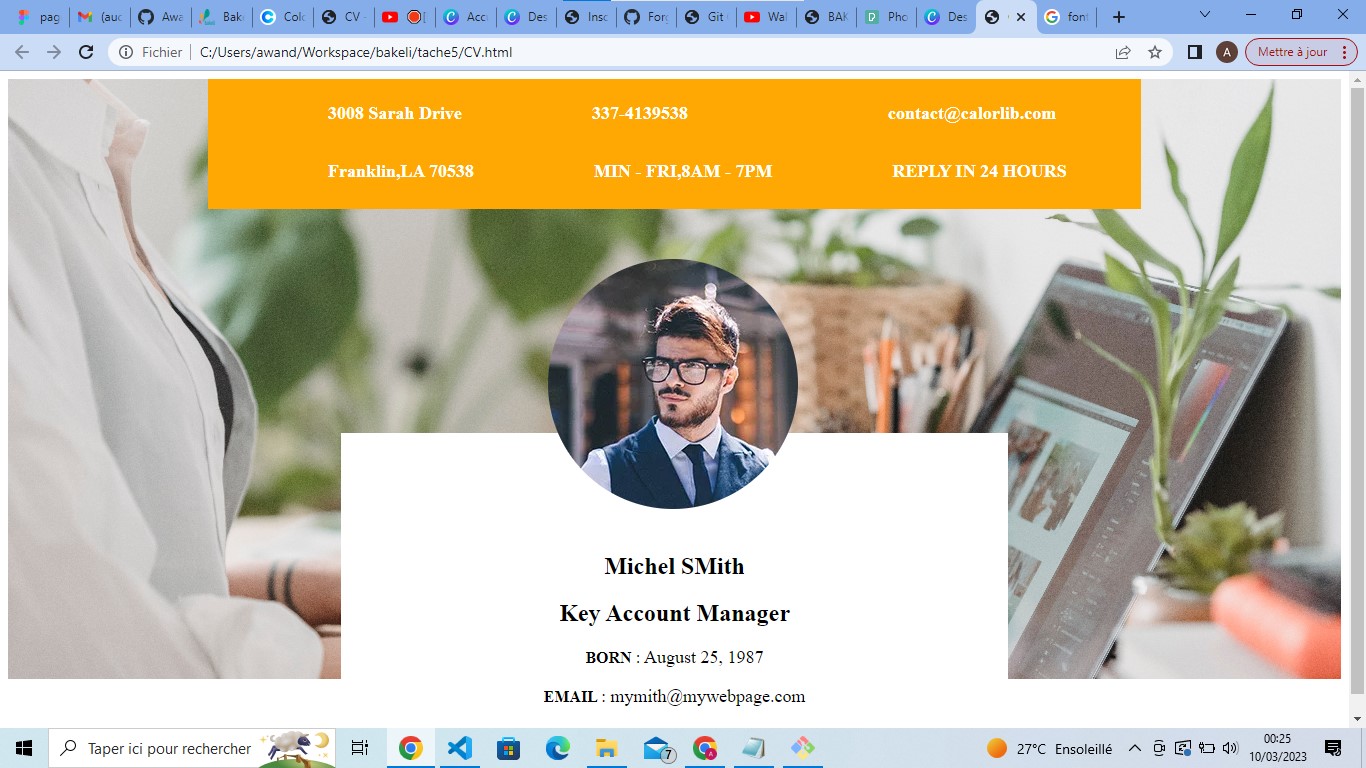 pag
(auc
Awa
Bak
Colo
CV -
[
Acc
Des
Inso
Forg
Git
Wal
BAK
Pho
Des
font
Fichier
C:/Users/awand/Workspace/bakeli/tache5/CV.html
A
Mettre à jour
3008 Sarah Drive 337-4139538 contact@calorlib.com
Franklin,LA 70538 MIN - FRI,8AM - 7PM REPLY IN 24 HOURS
Michel SMith
Key Account Manager
BORN : August 25, 1987
EMAIL : mymith@mywebpage.com
Taper ici pour rechercher
7
27°C Ensoleillé
00:25
10/03/2023